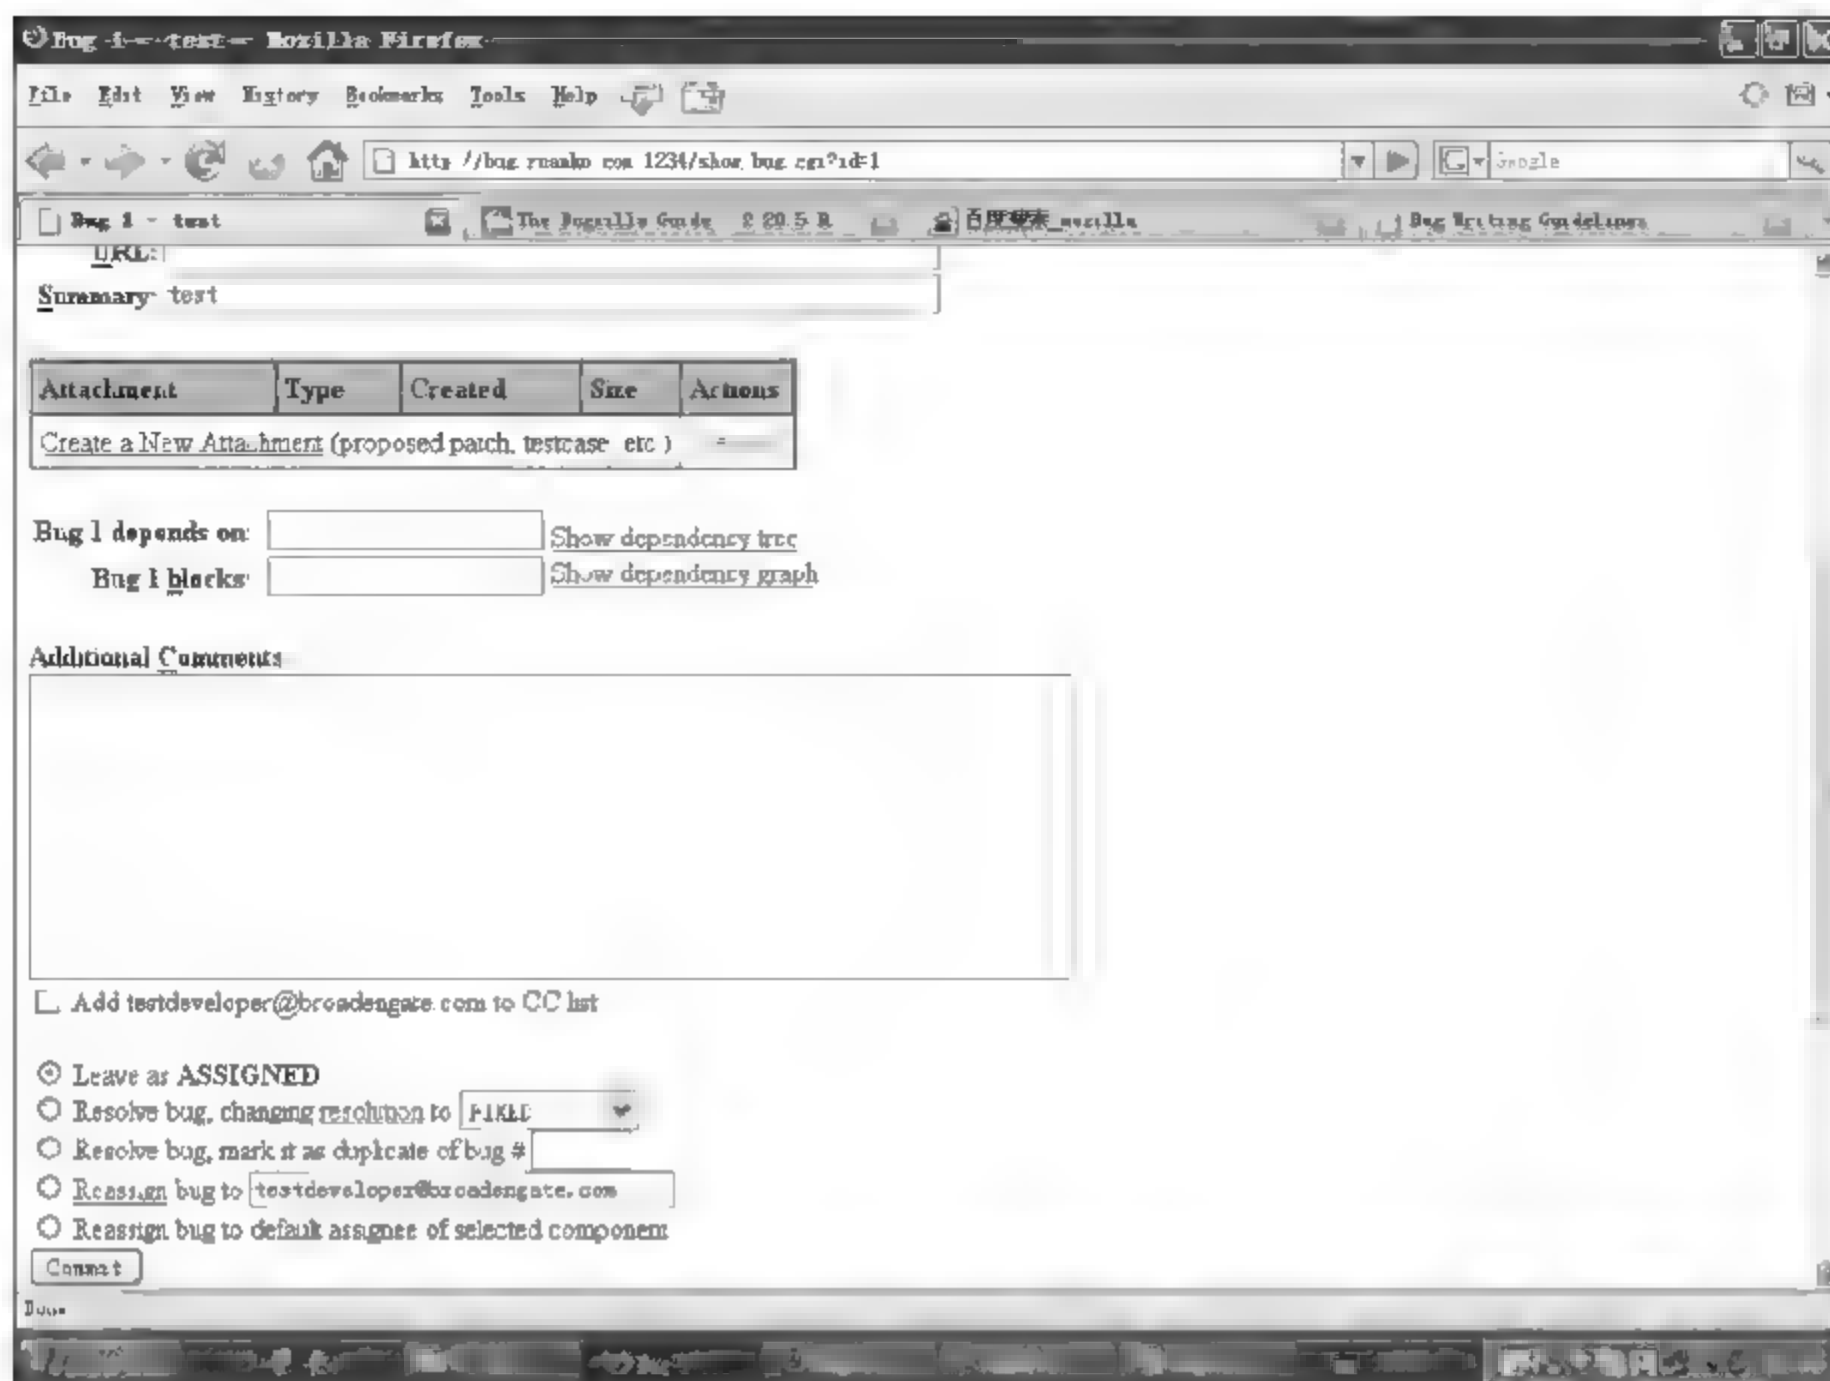 Bug 1 - test - Mozilla Firefox
File Edit View History Bookmarks Tools Help
http //bug ruanko com 1234/show_bug cgi?id=1
Google
Bug 1 - test
The Bugzilla Guide - 2.20.5 R
百度搜索_mozilla
Bug Writing Guidelines
URL:
Summary: test
Attachment Type Created Size Actions
Create a New Attachment (proposed patch, testcase etc )
Bug 1 depends on: Show dependency tree
Bug 1 blocks: Show dependency graph
Additional Comments
Add testdeveloper@broadengate.com to CC list
Leave as ASSIGNED
Resolve bug, changing resolution to FIXED
Resolve bug, mark it as duplicate of bug #
Reassign bug to testdeveloper@broadengate.com
Reassign bug to default assignee of selected component
Commit
Done